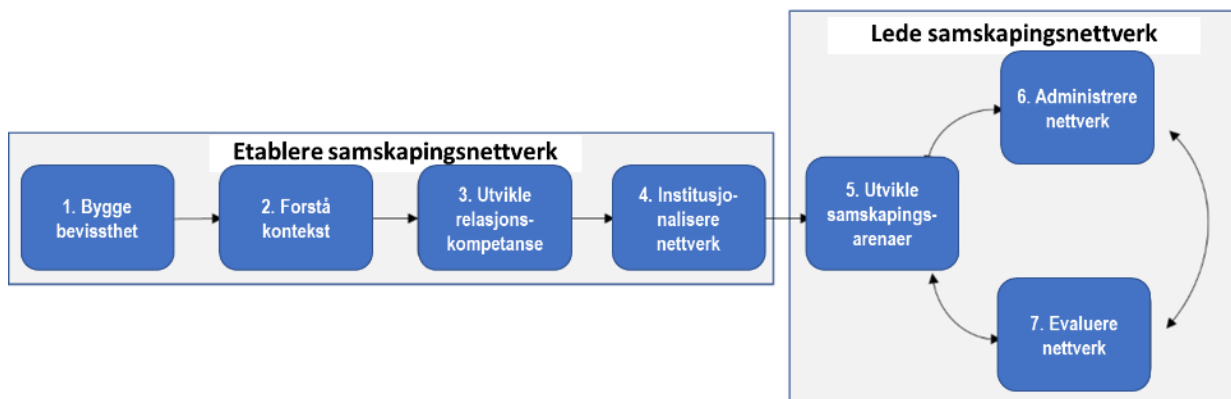 Etablere samskapingsnettverk
1. Bygge
bevissthet
2. Forstå
kontekst
3. Utvikle
relasjons-
kompetanse
4. Institusjo-
nalisere
nettverk
Lede samskapingsnettverk
5. Utvikle
samskapings-
arenaer
6. Administrere
nettverk
7. Evaluere
nettverk